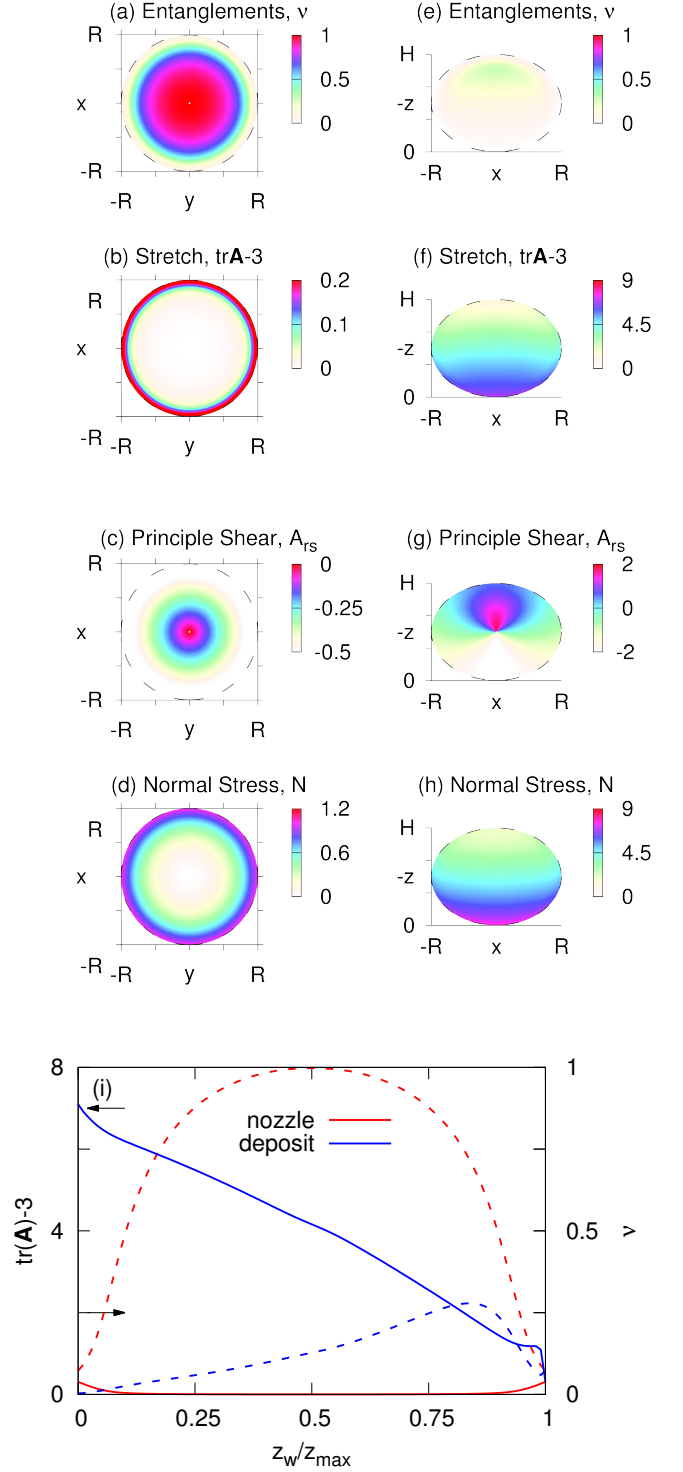 (a) Entanglements, ν
R
x
-R
-R
y
R
1
0.5
0
(e) Entanglements, ν
H
-z
0
-R
x
R
1
0.5
0
(b) Stretch, trA-3
R
x
-R
-R
y
R
0.2
0.1
0
(f) Stretch, trA-3
H
-z
0
-R
x
R
9
4.5
0
(c) Principle Shear, Ars
R
x
-R
-R
y
R
0
-0.25
-0.5
(g) Principle Shear, Ars
H
-z
0
-R
x
R
2
0
-2
(d) Normal Stress, N
R
x
-R
-R
y
R
1.2
0.6
0
(h) Normal Stress, N
H
-z
0
-R
x
R
9
4.5
0
(i)
nozzle
deposit
8
4
0
tr(A)-3
1
0.5
0
ν
0
0.25
0.5
0.75
1
zw/zmax